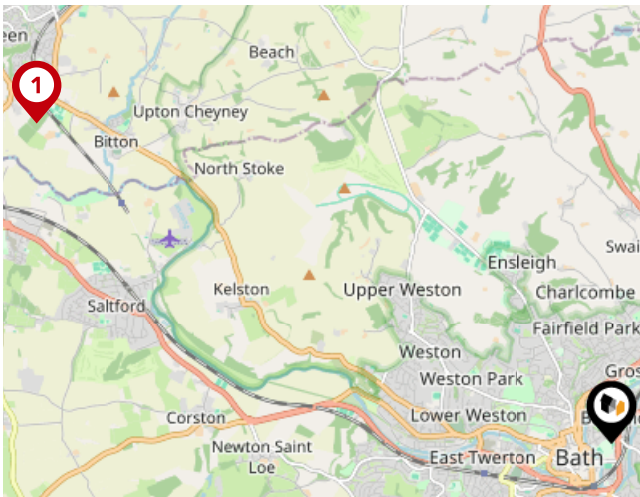 een
Beach
1
Upton Cheyney
Bitton
North Stoke
Swai
Ensleigh
Kelston
Upper Weston
Charlcombe
Saltford
Fairfield Park
Weston
Gros
Weston Park
Corston
Lower Weston
B
Newton Saint
Loe
East Twerton
Bath